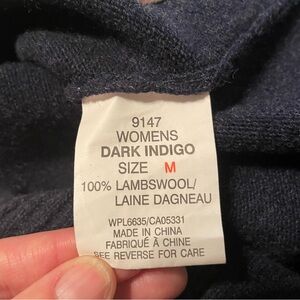 9147
WOMENS
DARK INDIGO
SIZE M
100% LAMBSWOOL/
LAINE DAGNEAU
WPL6635/CA05331
MADE IN CHINA
FABRIQUÉ À CHINE
SEE REVERSE FOR CARE